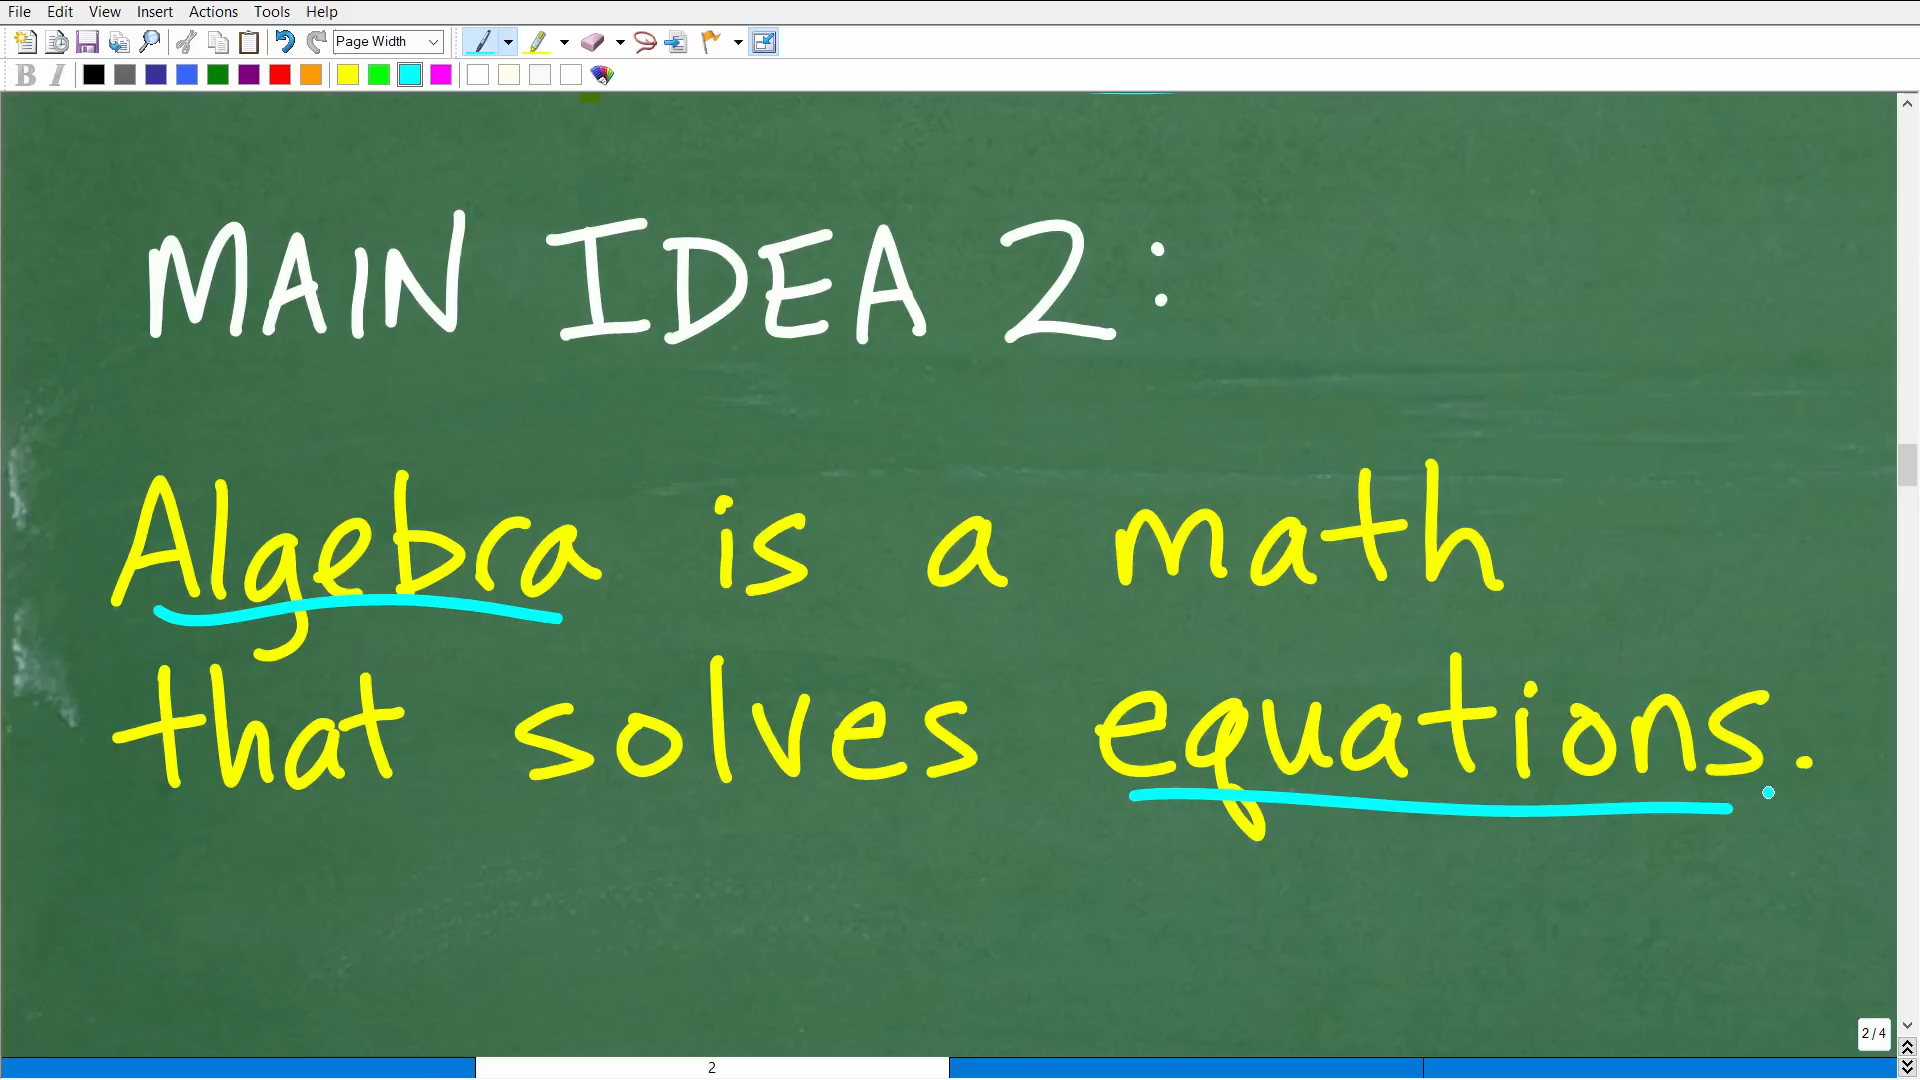 File Edit View Insert Actions Tools Help
Page Width
B I
MAIN IDEA 2:
Algebra is a math
that solves equations.
2 / 4
2